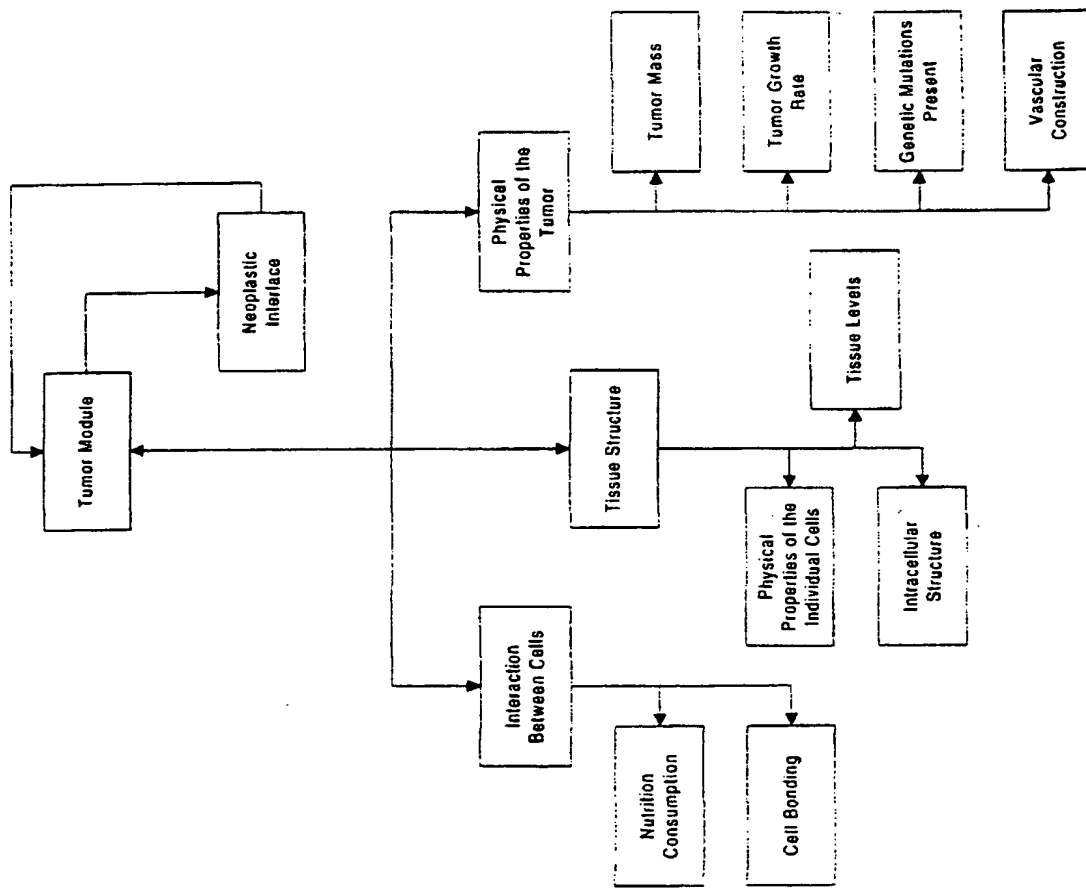 Tumor Module
Neoplastic
Interlace
Interaction
Between Cells
Tissue Structure
Physical
Properties of the
Tumor
Nutrition
Consumption
Cell Bonding
Physical
Properties of the
Individual Cells
Intracellular
Structure
Tissue Levels
Tumor Mass
Tumor Growth
Rate
Genetic Mutations
Present
Vascular
Construction